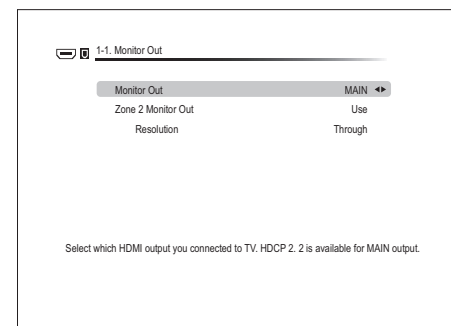 1-1. Monitor Out
Monitor Out MAIN
Zone 2 Monitor Out Use
Resolution Through
Select which HDMI output you connected to TV. HDCP 2. 2 is available for MAIN output.